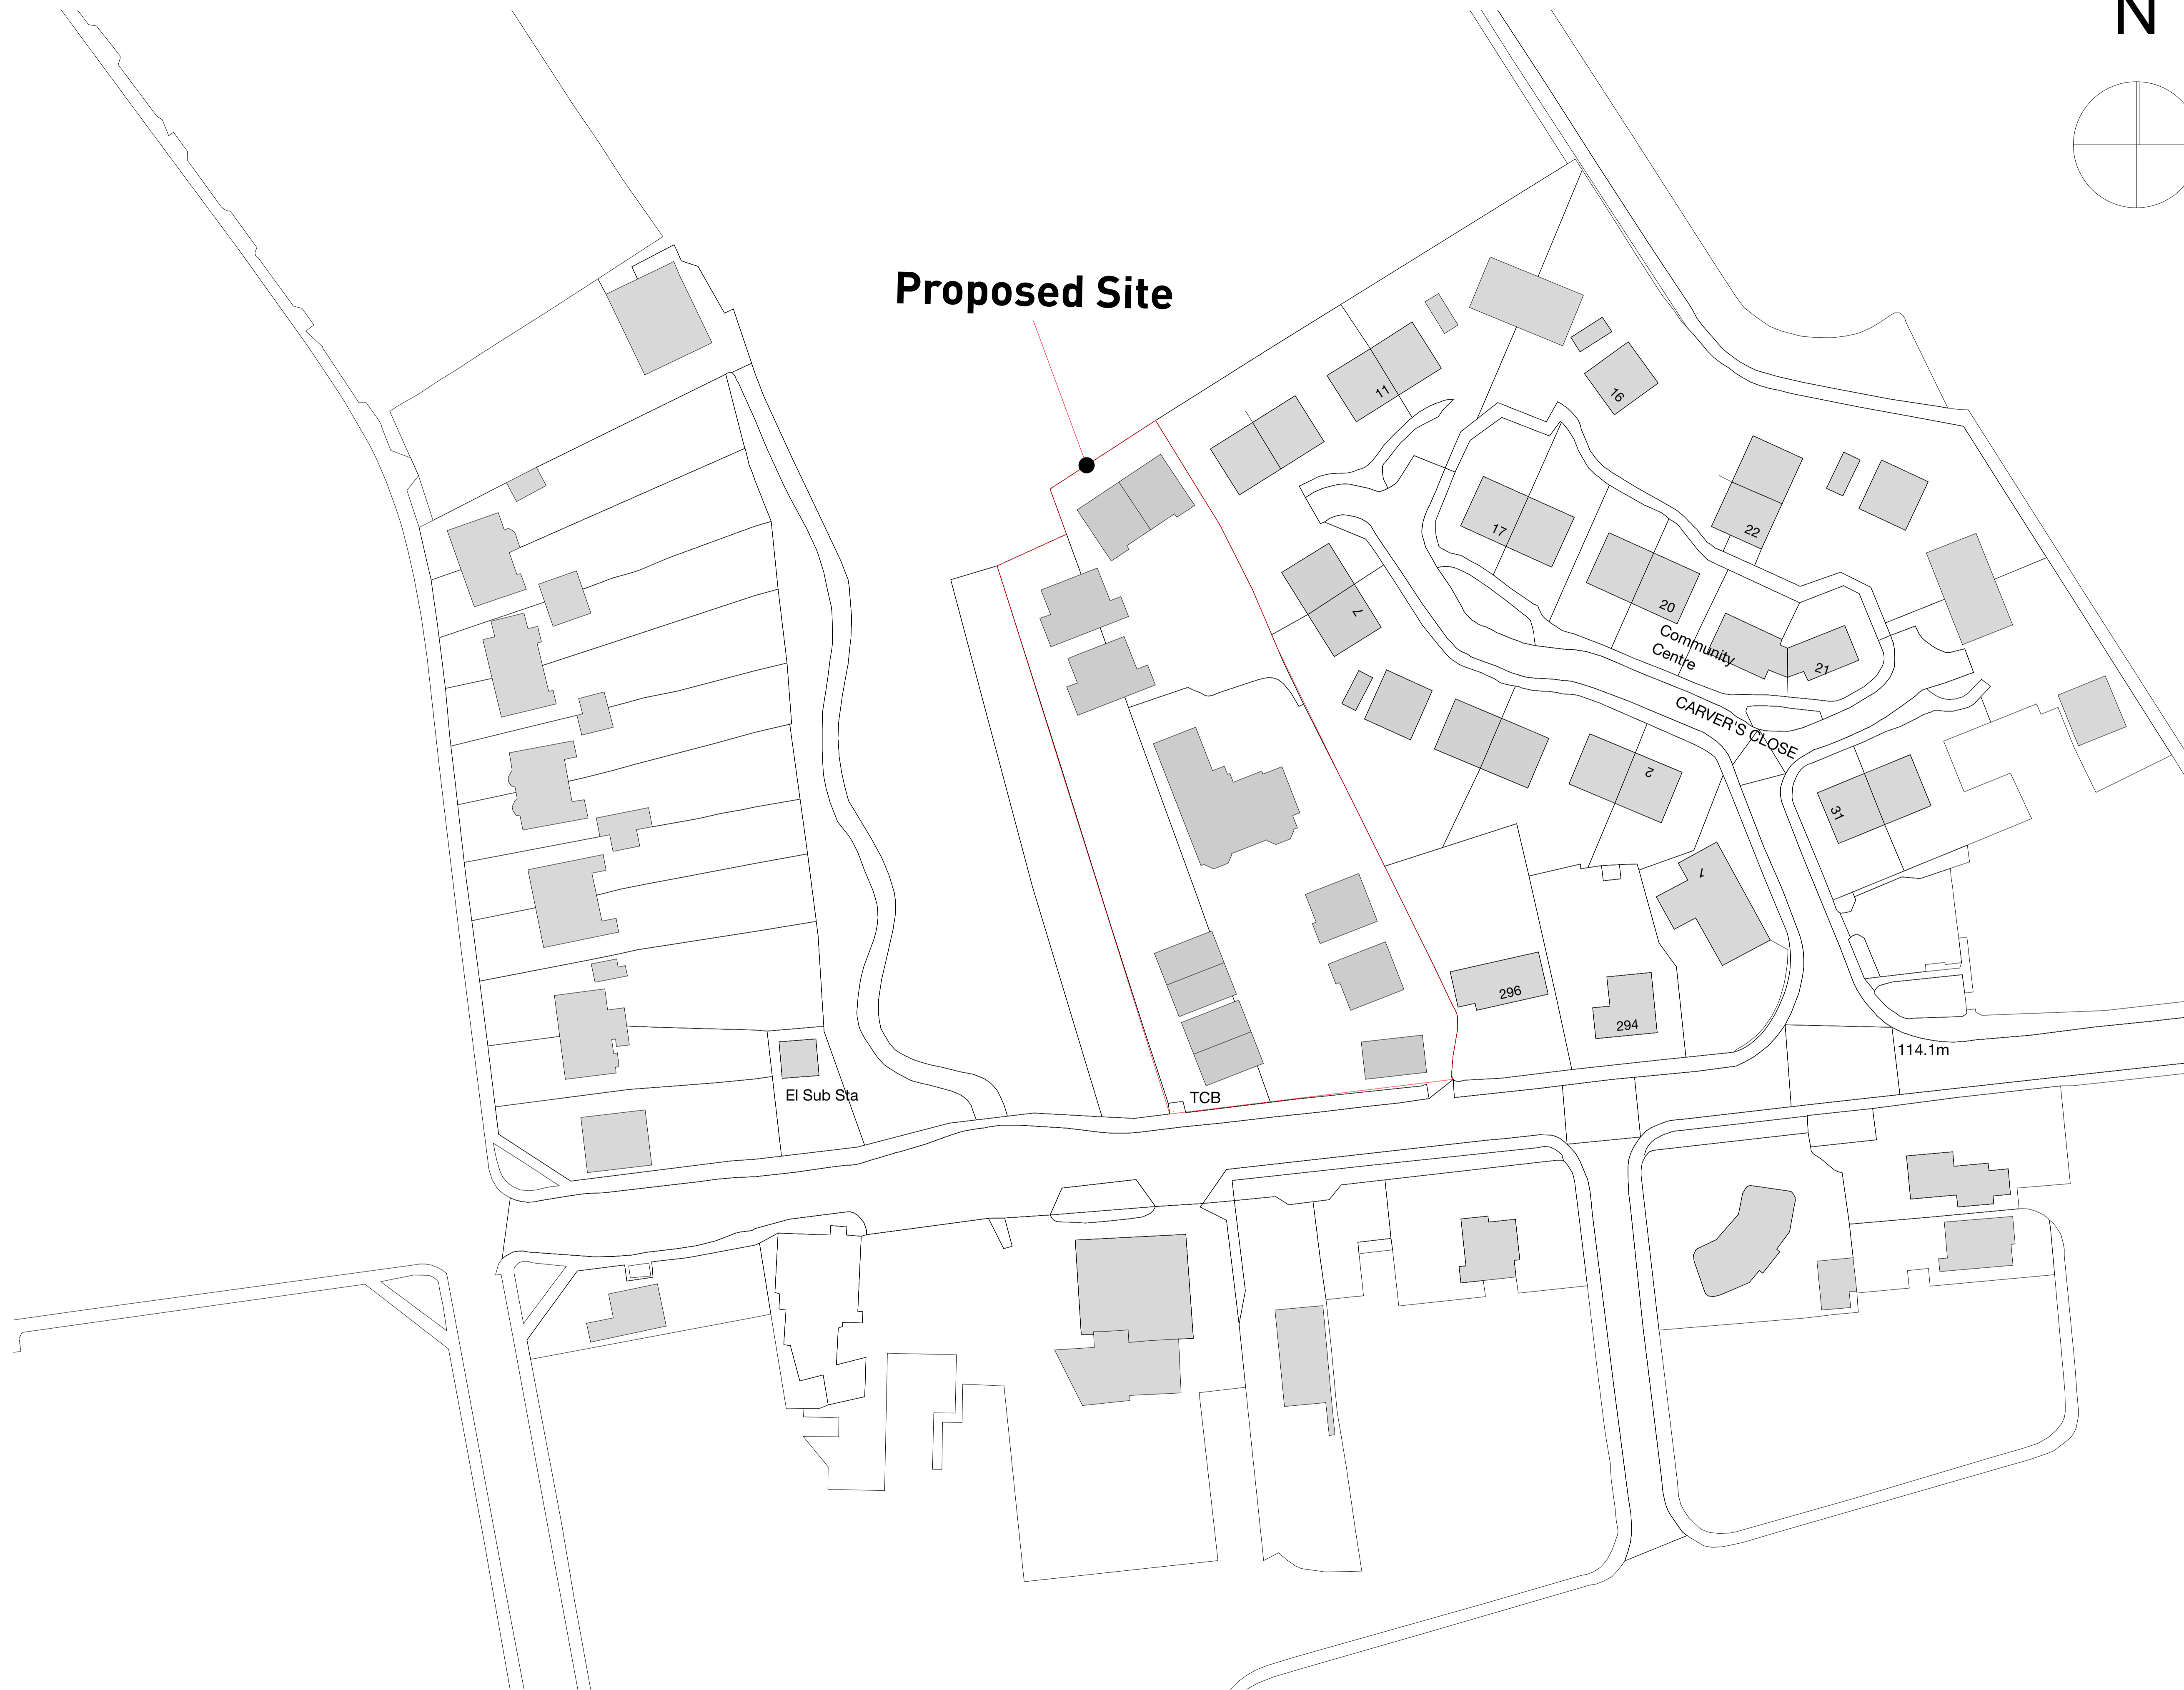 N
Proposed Site
11
16
17
22
7
20
Community
Centre
21
CARVER'S CLOSE
2
31
1
296
294
114.1m
El Sub Sta
TCB